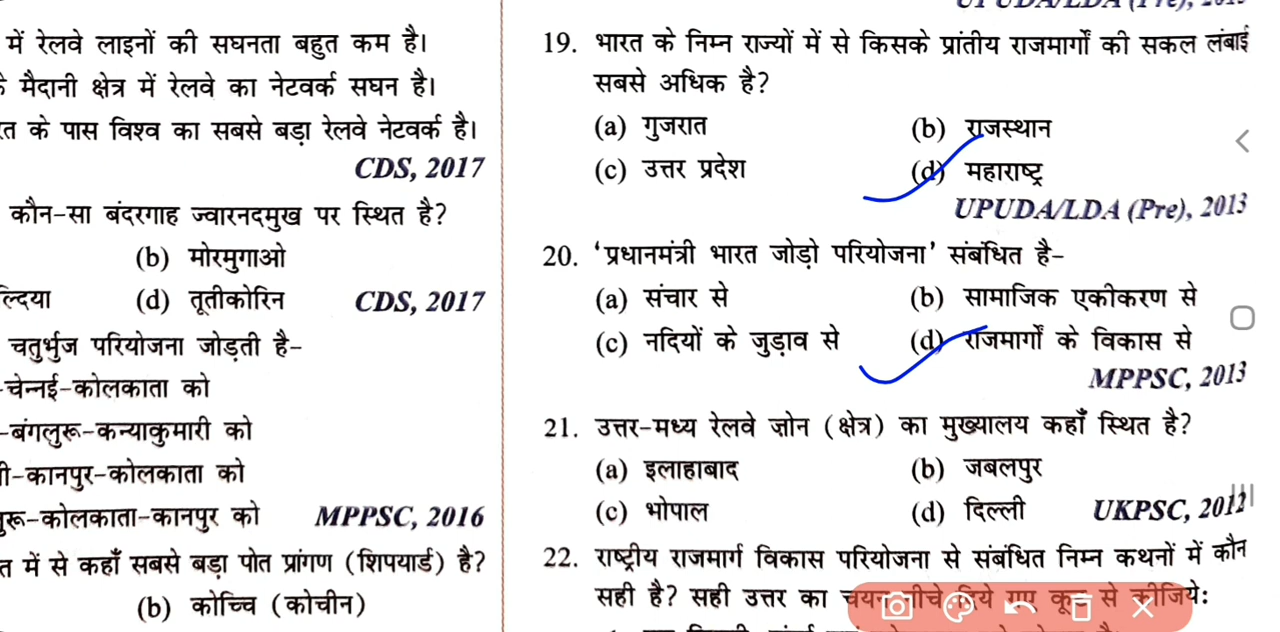 में रेलवे लाइनों की सघनता बहुत कम है।
मैदानी क्षेत्र में रेलवे का नेटवर्क सघन है।
के पास विश्व का सबसे बड़ा रेलवे नेटवर्क है।
CDS, 2017
कौन-सा बंदरगाह ज्वारनदमुख पर स्थित है?
(b) मोरमुगाओ
ल्दिया (d) तूतीकोरिन CDS, 2017
चतुर्भुज परियोजना जोड़ती है-
-चेन्नई-कोलकाता को
-बंगलुरू-कन्याकुमारी को
-कानपुर-कोलकाता को
-कोलकाता-कानपुर को MPPSC, 2016
में से कहाँ सबसे बड़ा पोत प्रांगण (शिपयार्ड) है?
(b) कोच्चि (कोचीन)
19. भारत के निम्न राज्यों में से किसके प्रांतीय राजमार्गों की सकल लंबाई
सबसे अधिक है?
(a) गुजरात (b) राजस्थान
(c) उत्तर प्रदेश (d) महाराष्ट्र
UPUDA/LDA (Pre), 2013
20. ‘प्रधानमंत्री भारत जोड़ो परियोजना’ संबंधित है-
(a) संचार से (b) सामाजिक एकीकरण से
(c) नदियों के जुड़ाव से (d) राजमार्गों के विकास से
MPPSC, 2013
21. उत्तर-मध्य रेलवे ज़ोन (क्षेत्र) का मुख्यालय कहाँ स्थित है?
(a) इलाहाबाद (b) जबलपुर
(c) भोपाल (d) दिल्ली UKPSC, 2012
22. राष्ट्रीय राजमार्ग विकास परियोजना से संबंधित निम्न कथनों में कौन
सही है? सही उत्तर का चयन नीचे दिये गए कूट से कीजिये: